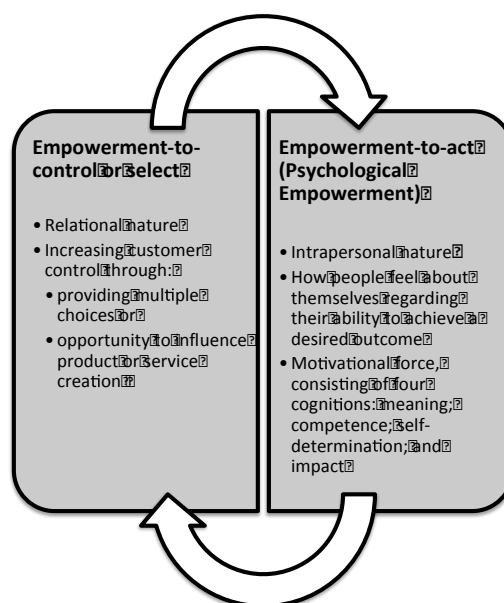 Empowerment-to-
control or select
• Relational nature
• Increasing customer
control through:
• providing multiple
choices or
• opportunity to influence
product or service
creation
Empowerment-to-act
(Psychological
Empowerment)
• Intrapersonal nature
• How people feel about
themselves regarding
their ability to achieve a
desired outcome
• Motivational force,
consisting of four
cognitions: meaning;
competence; self-
determination; and
impact